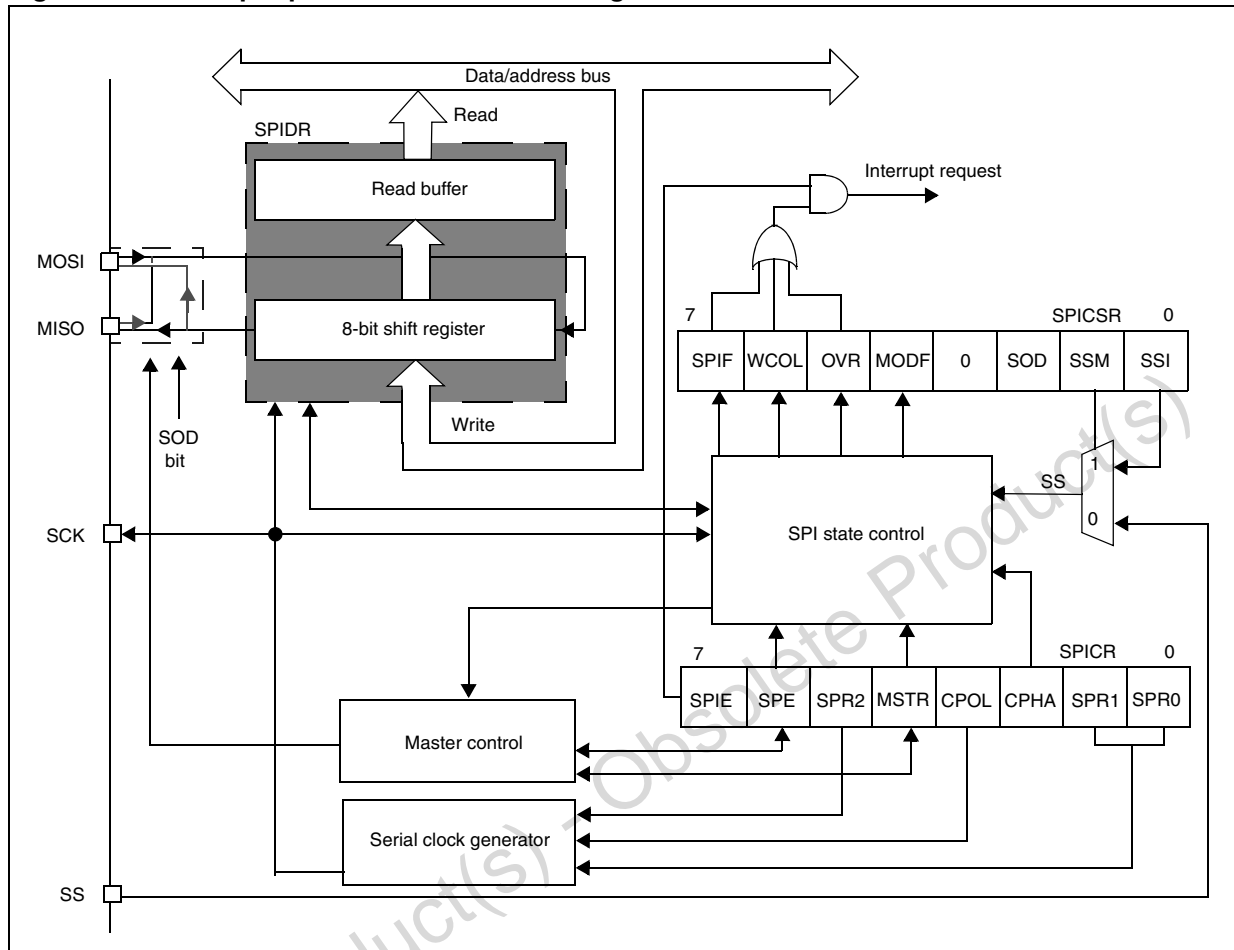 Data/address bus
Read
SPIDR
Read buffer
Interrupt request
MOSI
MISO
8-bit shift register
7 SPICSR 0
SPIF WCOL OVR MODF 0 SOD SSM SSI
Write
SOD
bit
1
SS
0
SCK
SPI state control
7 SPICR 0
SPIE SPE SPR2 MSTR CPOL CPHA SPR1 SPR0
Master control
Serial clock generator
SS
uct(s) - Obsolete Product(s)